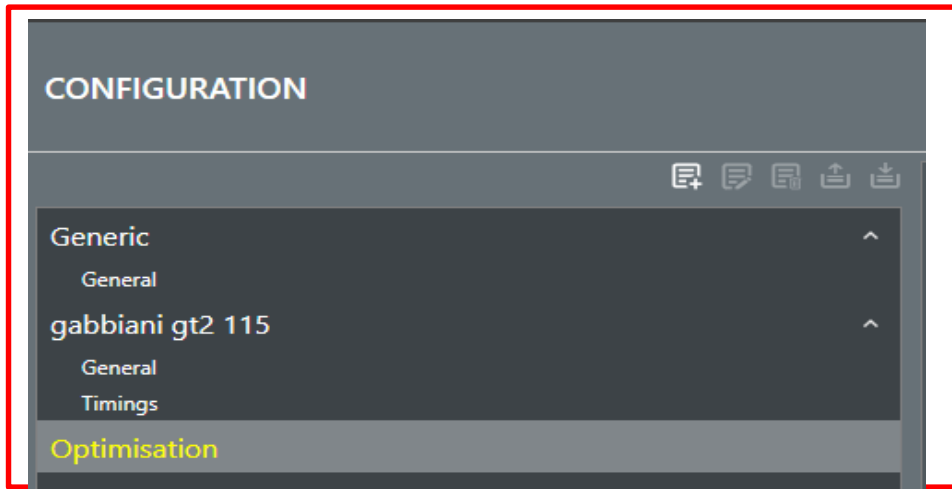 CONFIGURATION
Generic
General
gabbiani gt2 115
General
Timings
Optimisation